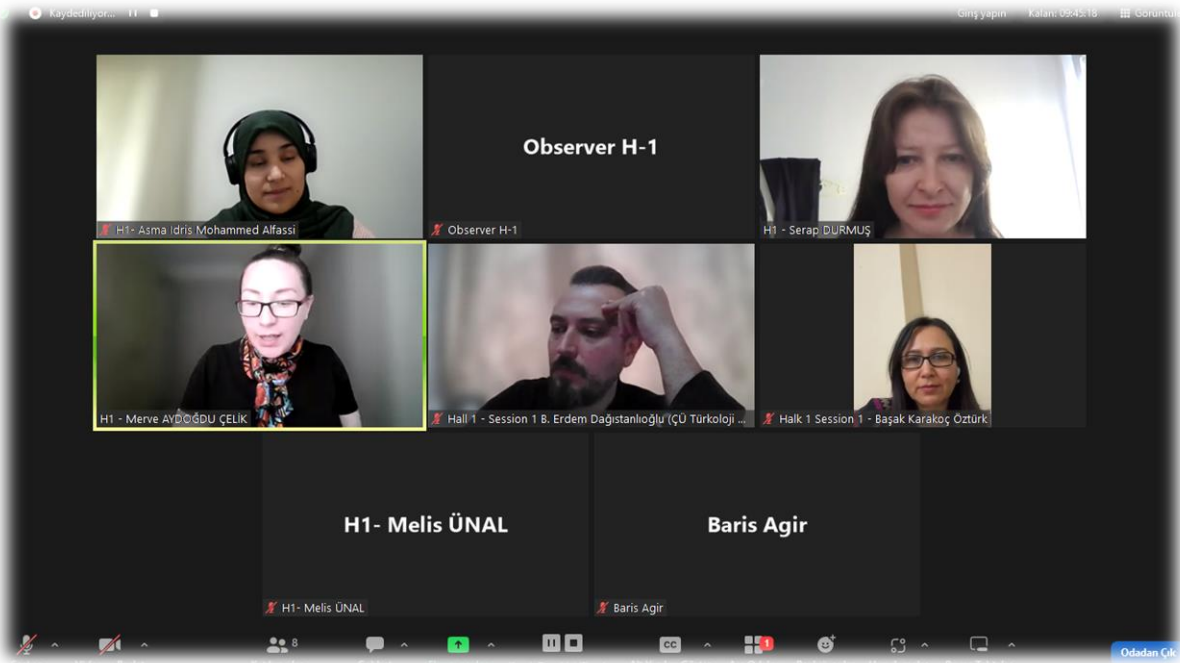 Kaydediliyor...
Giriş yapın
Kalan: 09:45:18
Observer H-1
H1- Asma Idris Mohammed Alfassi
Observer H-1
H1 - Serap DURMUŞ
H1 - Merve AYDOĞDU ÇELİK
Hall 1 - Session 1 B. Erdem Dağıstanlıoğlu (ÇÜ Türkoloji ...
Halk 1 Session 1 - Başak Karakoç Öztürk
H1- Melis ÜNAL
Baris Agir
H1- Melis ÜNAL
Baris Agir
8
CC
1
Odadan Çık